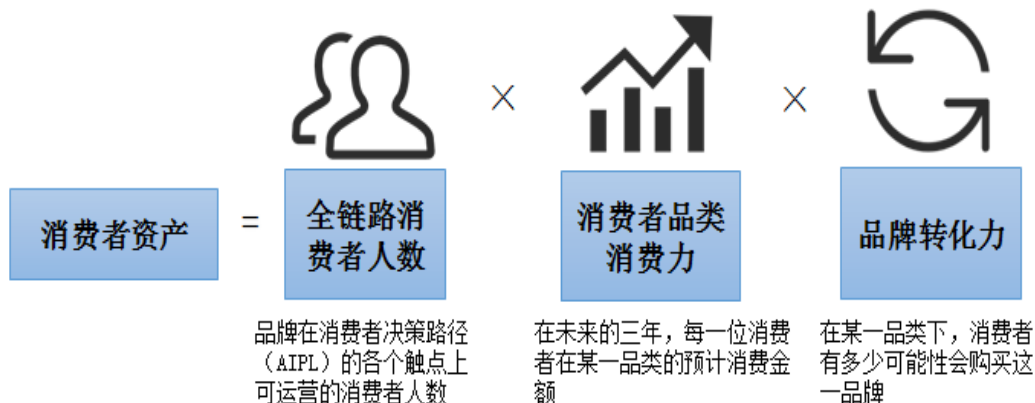 消费者资产
=
全链路消
费者人数
×
消费者品类
消费力
×
品牌转化力
品牌在消费者决策路径
（AIPL）的各个触点上
可运营的消费者人数
在未来的三年，每一位消费
者在某一品类的预计消费金
额
在某一品类下，消费者
有多少可能性会购买这
一品牌